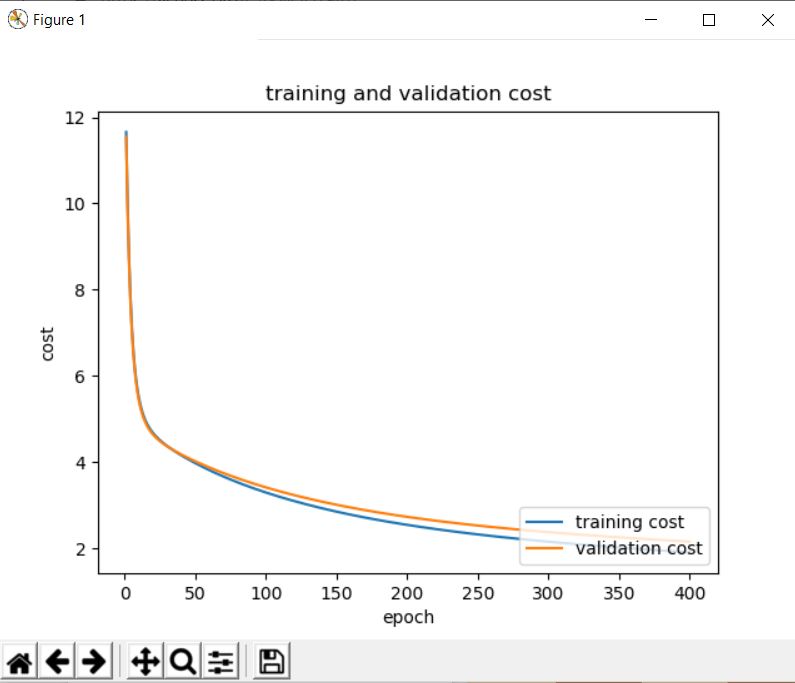 Figure 1
training and validation cost
12
10
8
6
4
2
cost
training cost
validation cost
0 50 100 150 200 250 300 350 400
epoch